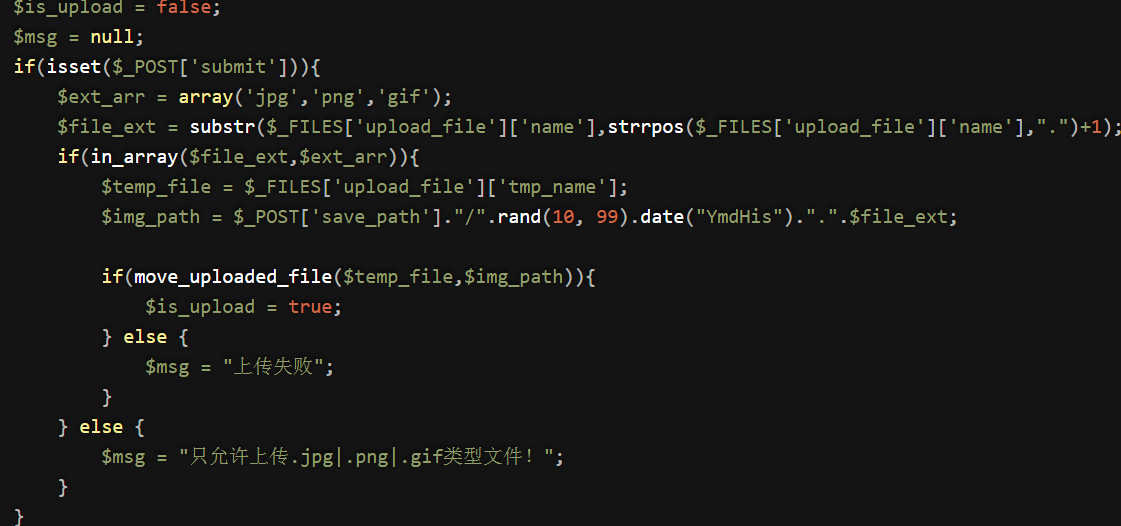 $is_upload = false;
$msg = null;
if(isset($_POST['submit'])){
    $ext_arr = array('jpg','png','gif');
    $file_ext = substr($_FILES['upload_file']['name'],strrpos($_FILES['upload_file']['name'],".")+1);
    if(in_array($file_ext,$ext_arr)){
        $temp_file = $_FILES['upload_file']['tmp_name'];
        $img_path = $_POST['save_path']."/".rand(10, 99).date("YmdHis").".".$file_ext;

        if(move_uploaded_file($temp_file,$img_path)){
            $is_upload = true;
        } else {
            $msg = "上传失败";
        }
    } else {
        $msg = "只允许上传.jpg|.png|.gif类型文件！";
    }
}